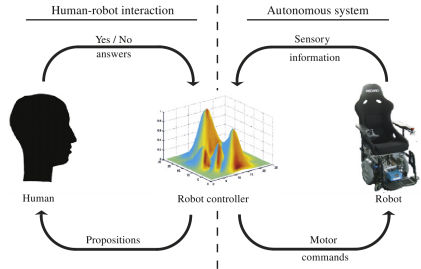 Human-robot interaction
Autonomous system
Yes / No
answers
Sensory
information
Human
Robot controller
Robot
Propositions
Motor
commands